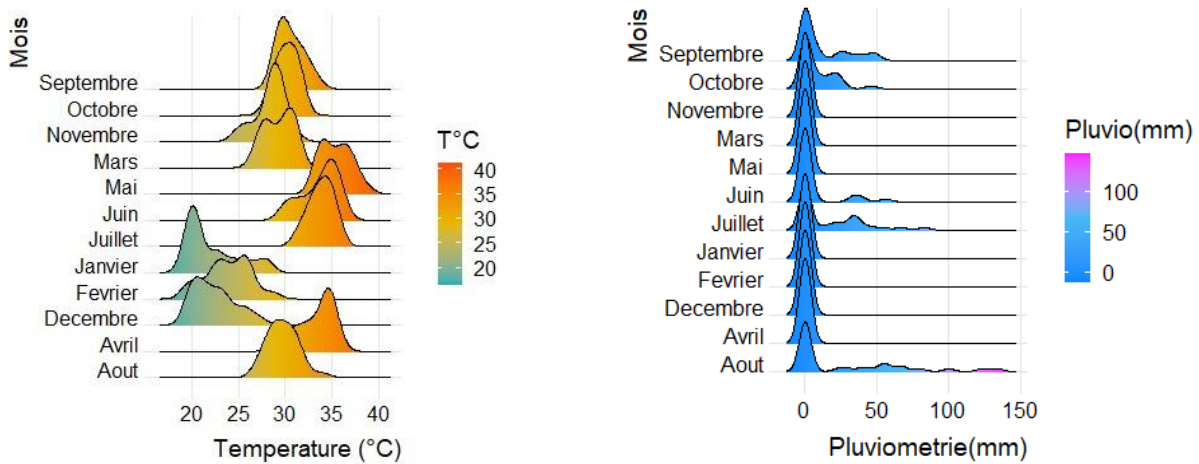 Mois
Septembre
Octobre
Novembre
Mars
Mai
Juin
Juillet
Janvier
Fevrier
Decembre
Avril
Aout
20 25 30 35 40
Temperature (°C)
T°C
40
35
30
25
20
Mois
Septembre
Octobre
Novembre
Mars
Mai
Juin
Juillet
Janvier
Fevrier
Decembre
Avril
Aout
0 50 100 150
Pluviometrie(mm)
Pluvio(mm)
100
50
0